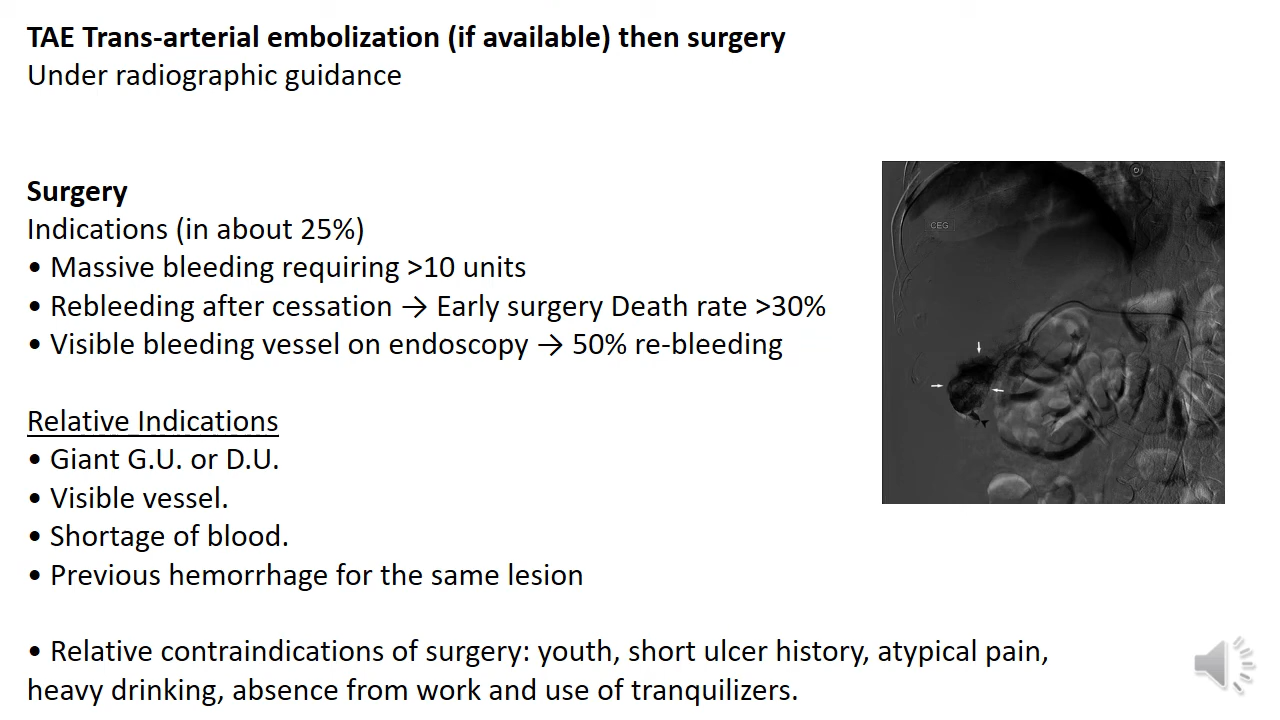 TAE Trans-arterial embolization (if available) then surgery
Under radiographic guidance
Surgery
Indications (in about 25%)
• Massive bleeding requiring >10 units
• Rebleeding after cessation → Early surgery Death rate >30%
• Visible bleeding vessel on endoscopy → 50% re-bleeding
CEG
Relative Indications
• Giant G.U. or D.U.
• Visible vessel.
• Shortage of blood.
• Previous hemorrhage for the same lesion
• Relative contraindications of surgery: youth, short ulcer history, atypical pain,
heavy drinking, absence from work and use of tranquilizers.